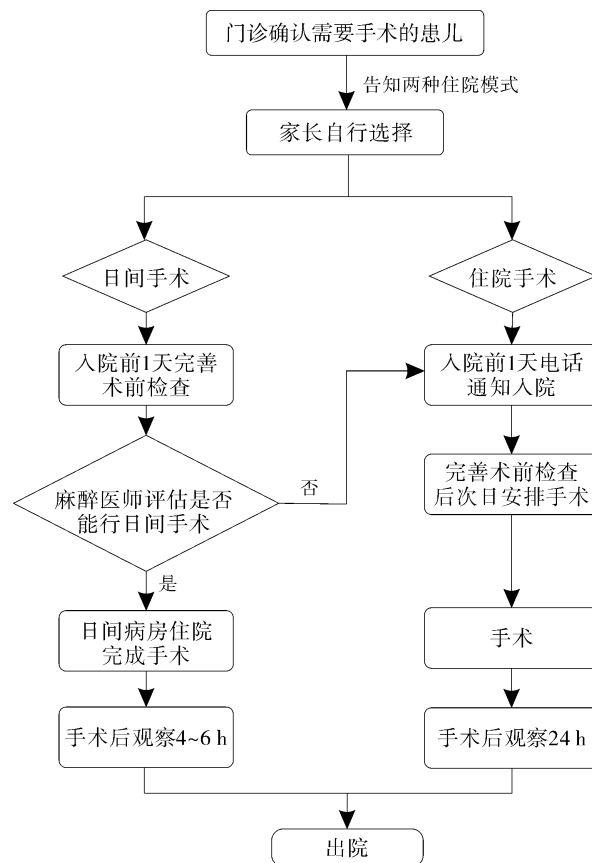 门诊确认需要手术的患儿
告知两种住院模式
家长自行选择
日间手术
住院手术
入院前1天完善
术前检查
入院前1天电话
通知入院
麻醉医师评估是否
能行日间手术
否
是
完善术前检查
后次日安排手术
日间病房住院
完成手术
手术
手术后观察4~6 h
手术后观察24 h
出院